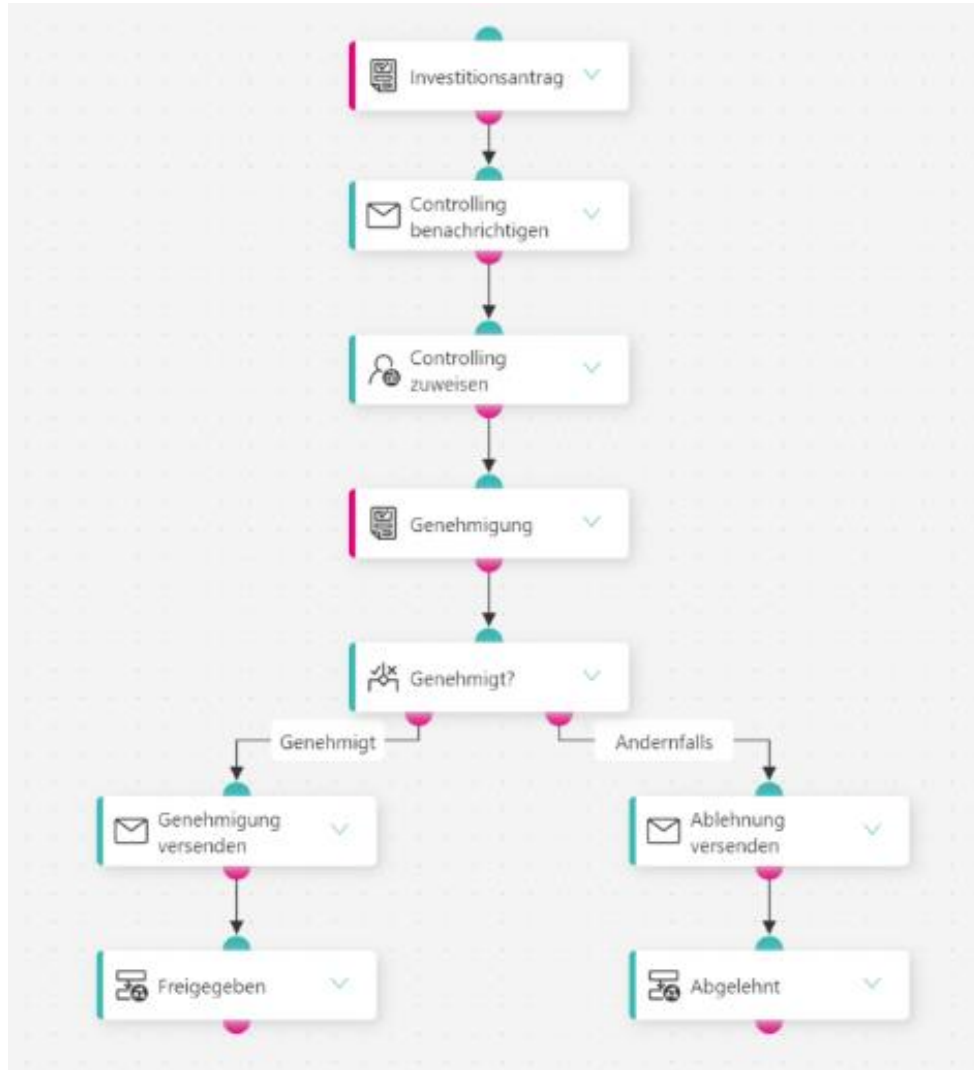 Investitionsantrag
Controlling
benachrichtigen
Controlling
zuweisen
Genehmigung
Genehmigt?
Genehmigt
Andernfalls
Genehmigung
versenden
Ablehnung
versenden
Freigegeben
Abgelehnt